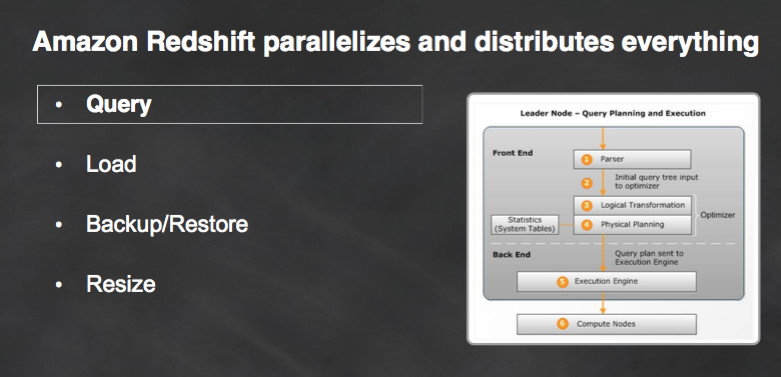 Amazon Redshift parallelizes and distributes everything
• Query
• Load
• Backup/Restore
• Resize
Leader Node – Query Planning and Execution
Front End
1 Parser
2 Initial query tree input
to optimizer
3 Logical Transformation
Optimizer
Statistics
(System Tables)
4 Physical Planning
Back End
Query plan sent to
Execution Engine
5 Execution Engine
6 Compute Nodes